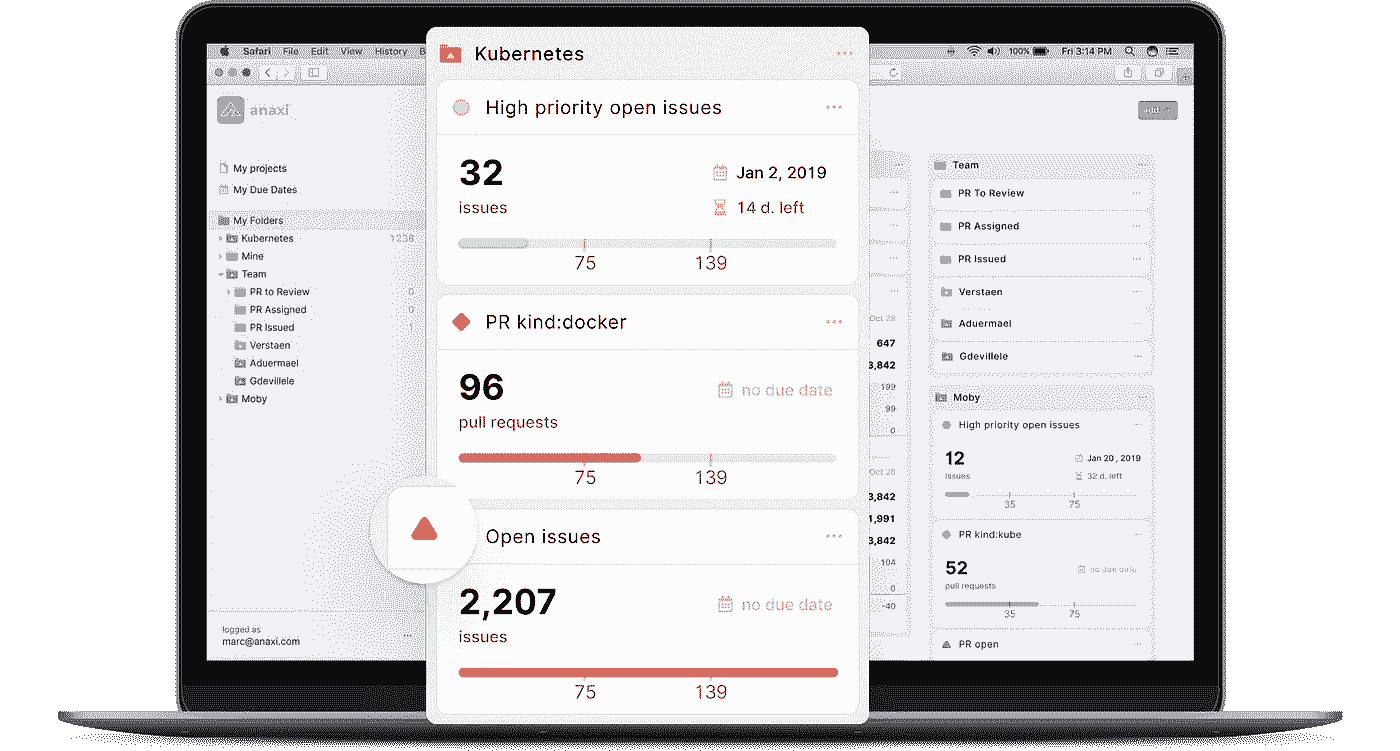 Safari File Edit View History B
100% Fri 3:14 PM
anaxi
add
My projects
My Due Dates
My Folders
Kubernetes 1238
Mine
Team
PR to Review 0
PR Assigned 0
PR Issued 1
Verstaen
Aduermael
Gdevillele
Moby
logged as
marc@anaxi.com
...
Kubernetes ...
High priority open issues ...
32
issues
Jan 2, 2019
14 d. left
75 139
PR kind:docker ...
96
pull requests
no due date
75 139
Open issues ...
2,207
issues
no due date
75 139
Oct 28
647
3,842
199
99
0
Oct 28
3,842
1,991
3,842
104
0
-40
Team ...
PR To Review ...
PR Assigned ...
PR Issued ...
Verstaen ...
Aduermael ...
Gdevillele ...
Moby ...
High priority open issues ...
12
issues
Jan 20 , 2019
32 d. left
35 75
PR kind:kube ...
52
pull requests
no due date
35 75
PR open ...